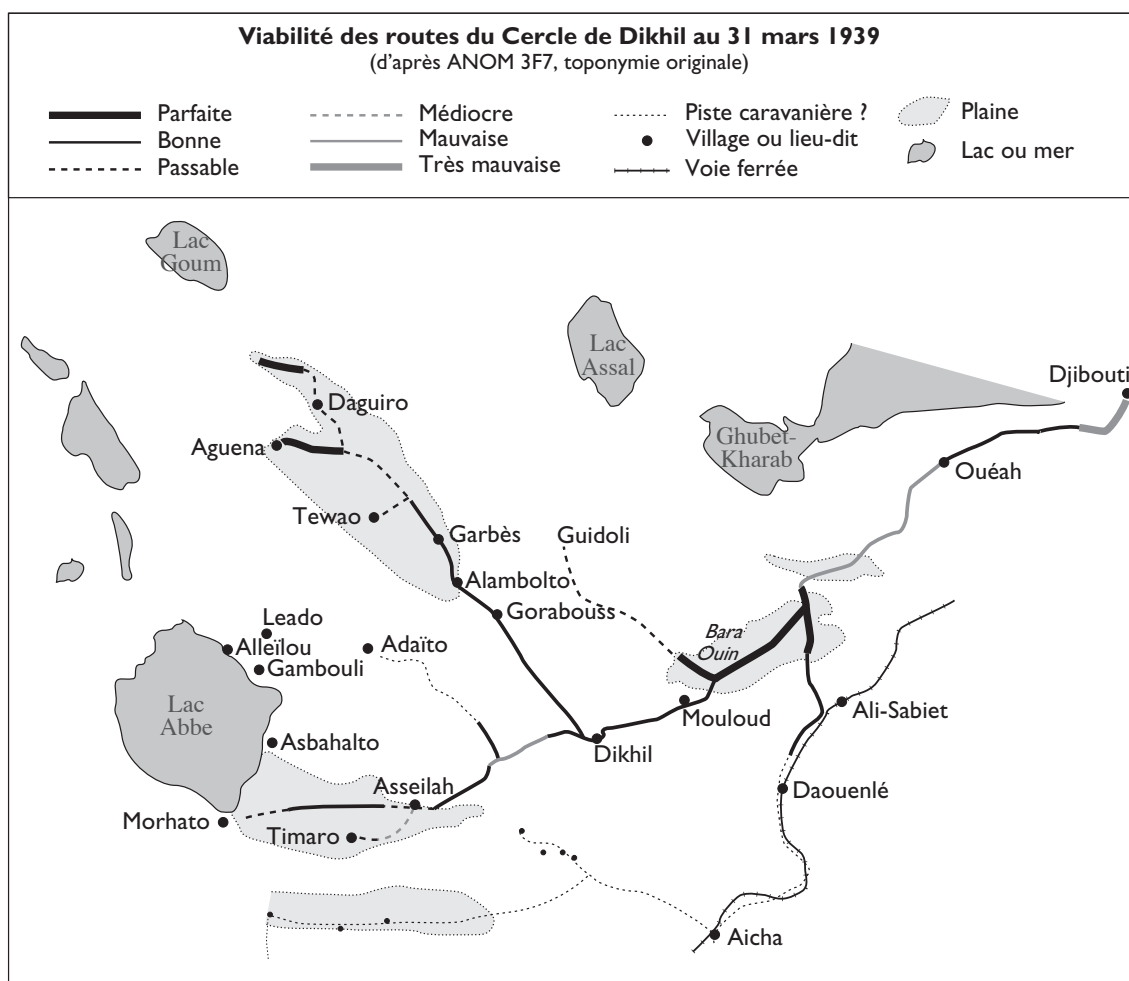 Viabilité des routes du Cercle de Dikhil au 31 mars 1939
(d'après ANOM 3F7, toponymie originale)
Parfaite
Bonne
Passable
Médiocre
Mauvaise
Très mauvaise
Piste caravanière ?
Village ou lieu-dit
Voie ferrée
Plaine
Lac ou mer
Lac
Goum
Lac
Assal
Djibouti
Daguiro
Ghubet-
Kharab
Aguena
Ouéah
Tewao
Garbès
Guidoli
Alambolto
Gorabouss
Leado
Alleïlou
Adaïto
Gambouli
Bara
Ouin
Lac
Abbe
Mouloud
Ali-Sabiet
Asbahalto
Dikhil
Asseilah
Daouenlé
Morhato
Timaro
Aicha